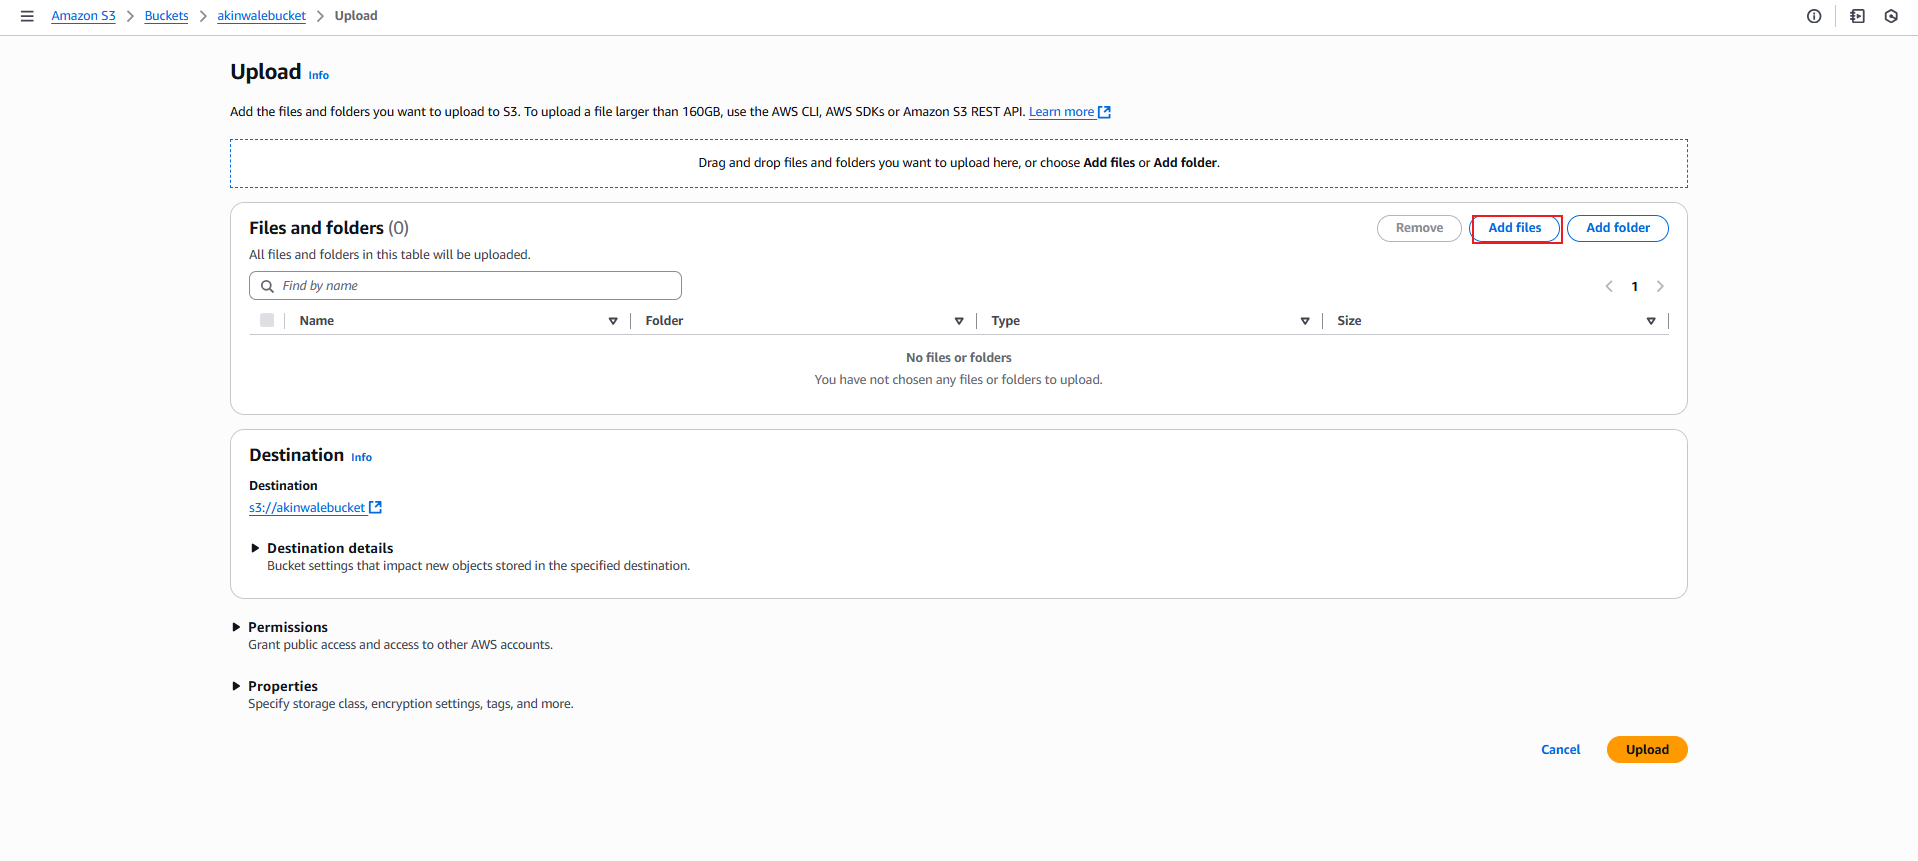 Amazon S3 > Buckets > akinwalebucket > Upload
Upload Info
Add the files and folders you want to upload to S3. To upload a file larger than 160GB, use the AWS CLI, AWS SDKs or Amazon S3 REST API. Learn more
Drag and drop files and folders you want to upload here, or choose Add files or Add folder.
Files and folders (0)
Remove Add files Add folder
All files and folders in this table will be uploaded.
Find by name
1
Name Folder Type Size
No files or folders
You have not chosen any files or folders to upload.
Destination Info
Destination
s3://akinwalebucket
Destination details
Bucket settings that impact new objects stored in the specified destination.
Permissions
Grant public access and access to other AWS accounts.
Properties
Specify storage class, encryption settings, tags, and more.
Cancel Upload